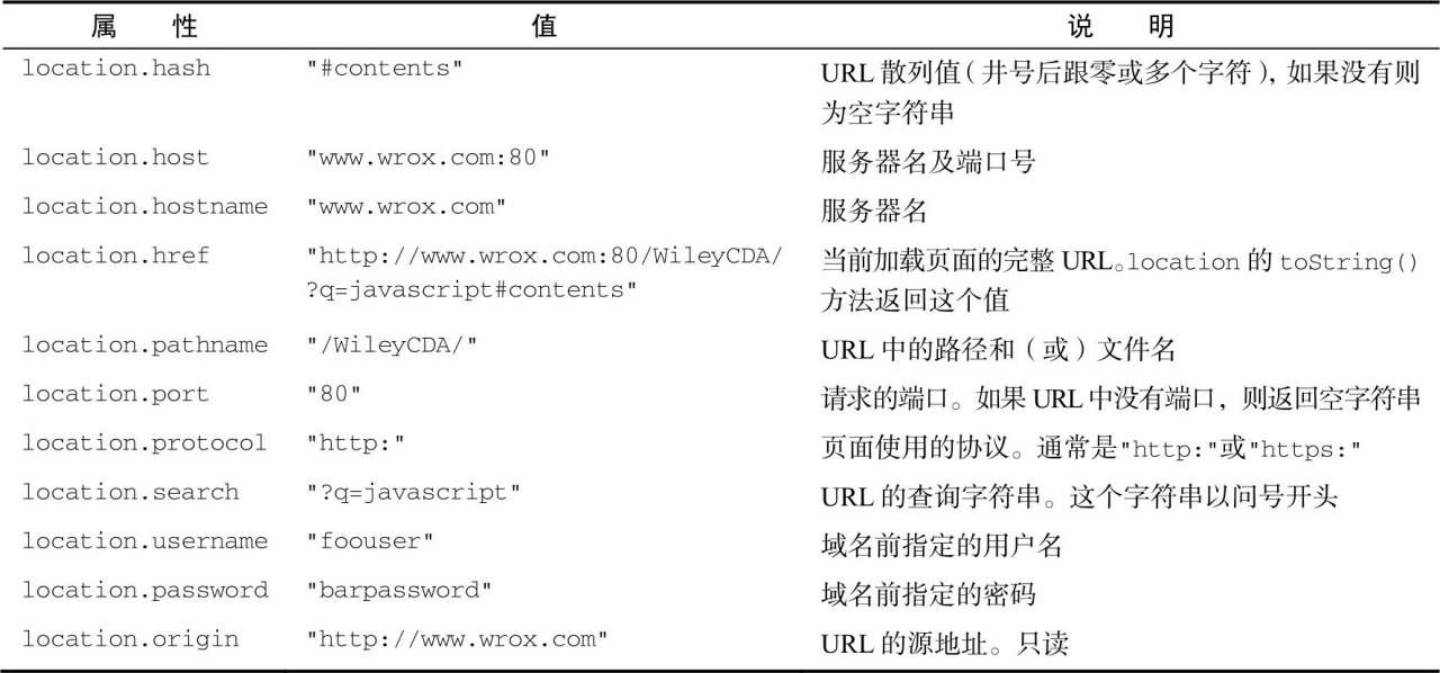 属 性 值 说 明
location.hash "#contents" URL 散列值（井号后跟零或多个字符），如果没有则
为空字符串
location.host "www.wrox.com:80" 服务器名及端口号
location.hostname "www.wrox.com" 服务器名
location.href "http://www.wrox.com:80/WileyCDA/ 当前加载页面的完整 URL。location 的 toString()
?q=javascript#contents" 方法返回这个值
location.pathname "/WileyCDA/" URL 中的路径和（或）文件名
location.port "80" 请求的端口。如果 URL 中没有端口，则返回空字符串
location.protocol "http:" 页面使用的协议。通常是"http:"或"https:"
location.search "?q=javascript" URL 的查询字符串。这个字符串以问号开头
location.username "foouser" 域名前指定的用户名
location.password "barpassword" 域名前指定的密码
location.origin "http://www.wrox.com" URL 的源地址。只读